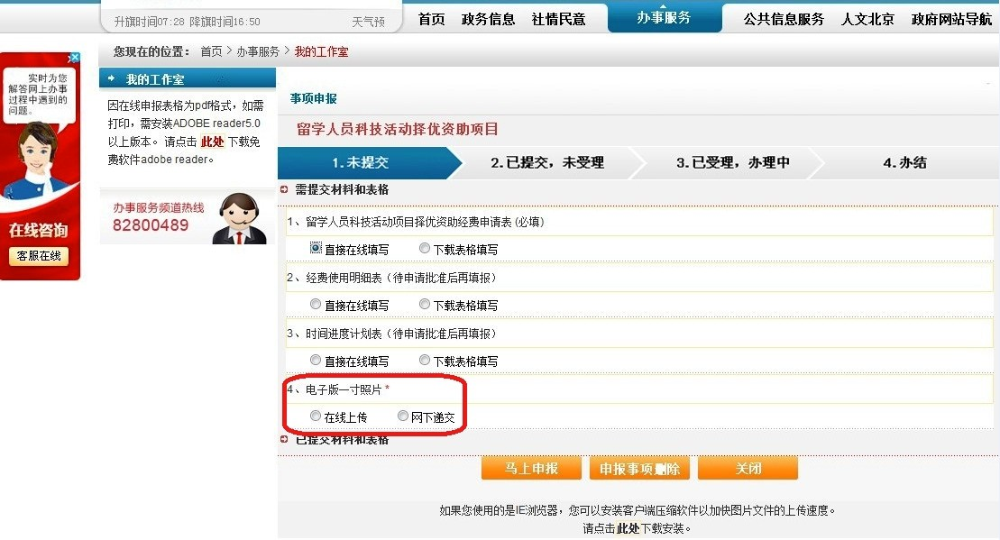 升旗时间07:28 降旗时间16:50
天气预
首页 政务信息 社情民意 办事服务 公共信息服务 人文北京 政府网站导航
您现在的位置： 首页 > 办事服务 > 我的工作室
实时为您
解答网上办事
过程中遇到的
问题。
在线咨询
客服在线
我的工作室
因在线申报表格为pdf格式，如需
打印，需安装ADOBE reader5.0
以上版本。 请点击 此处 下载免
费软件adobe reader。
办事服务频道热线
82800489
事项申报
留学人员科技活动择优资助项目
1.未提交 2.已提交，未受理 3.已受理，办理中 4.办结
需提交材料和表格
1、 留学人员科技活动项目择优资助经费申请表 (必填)
直接在线填写 下载表格填写
2、 经费使用明细表（待申请批准后再填报）
直接在线填写 下载表格填写
3、 时间进度计划表（待申请批准后再填报）
直接在线填写 下载表格填写
4、 电子版一寸照片 *
在线上传 网下递交
已提交材料和表格
马上申报 申报事项删除 关闭
如果您使用的是IE浏览器，您可以安装客户端压缩软件以加快图片文件的上传速度。
请点击此处下载安装。